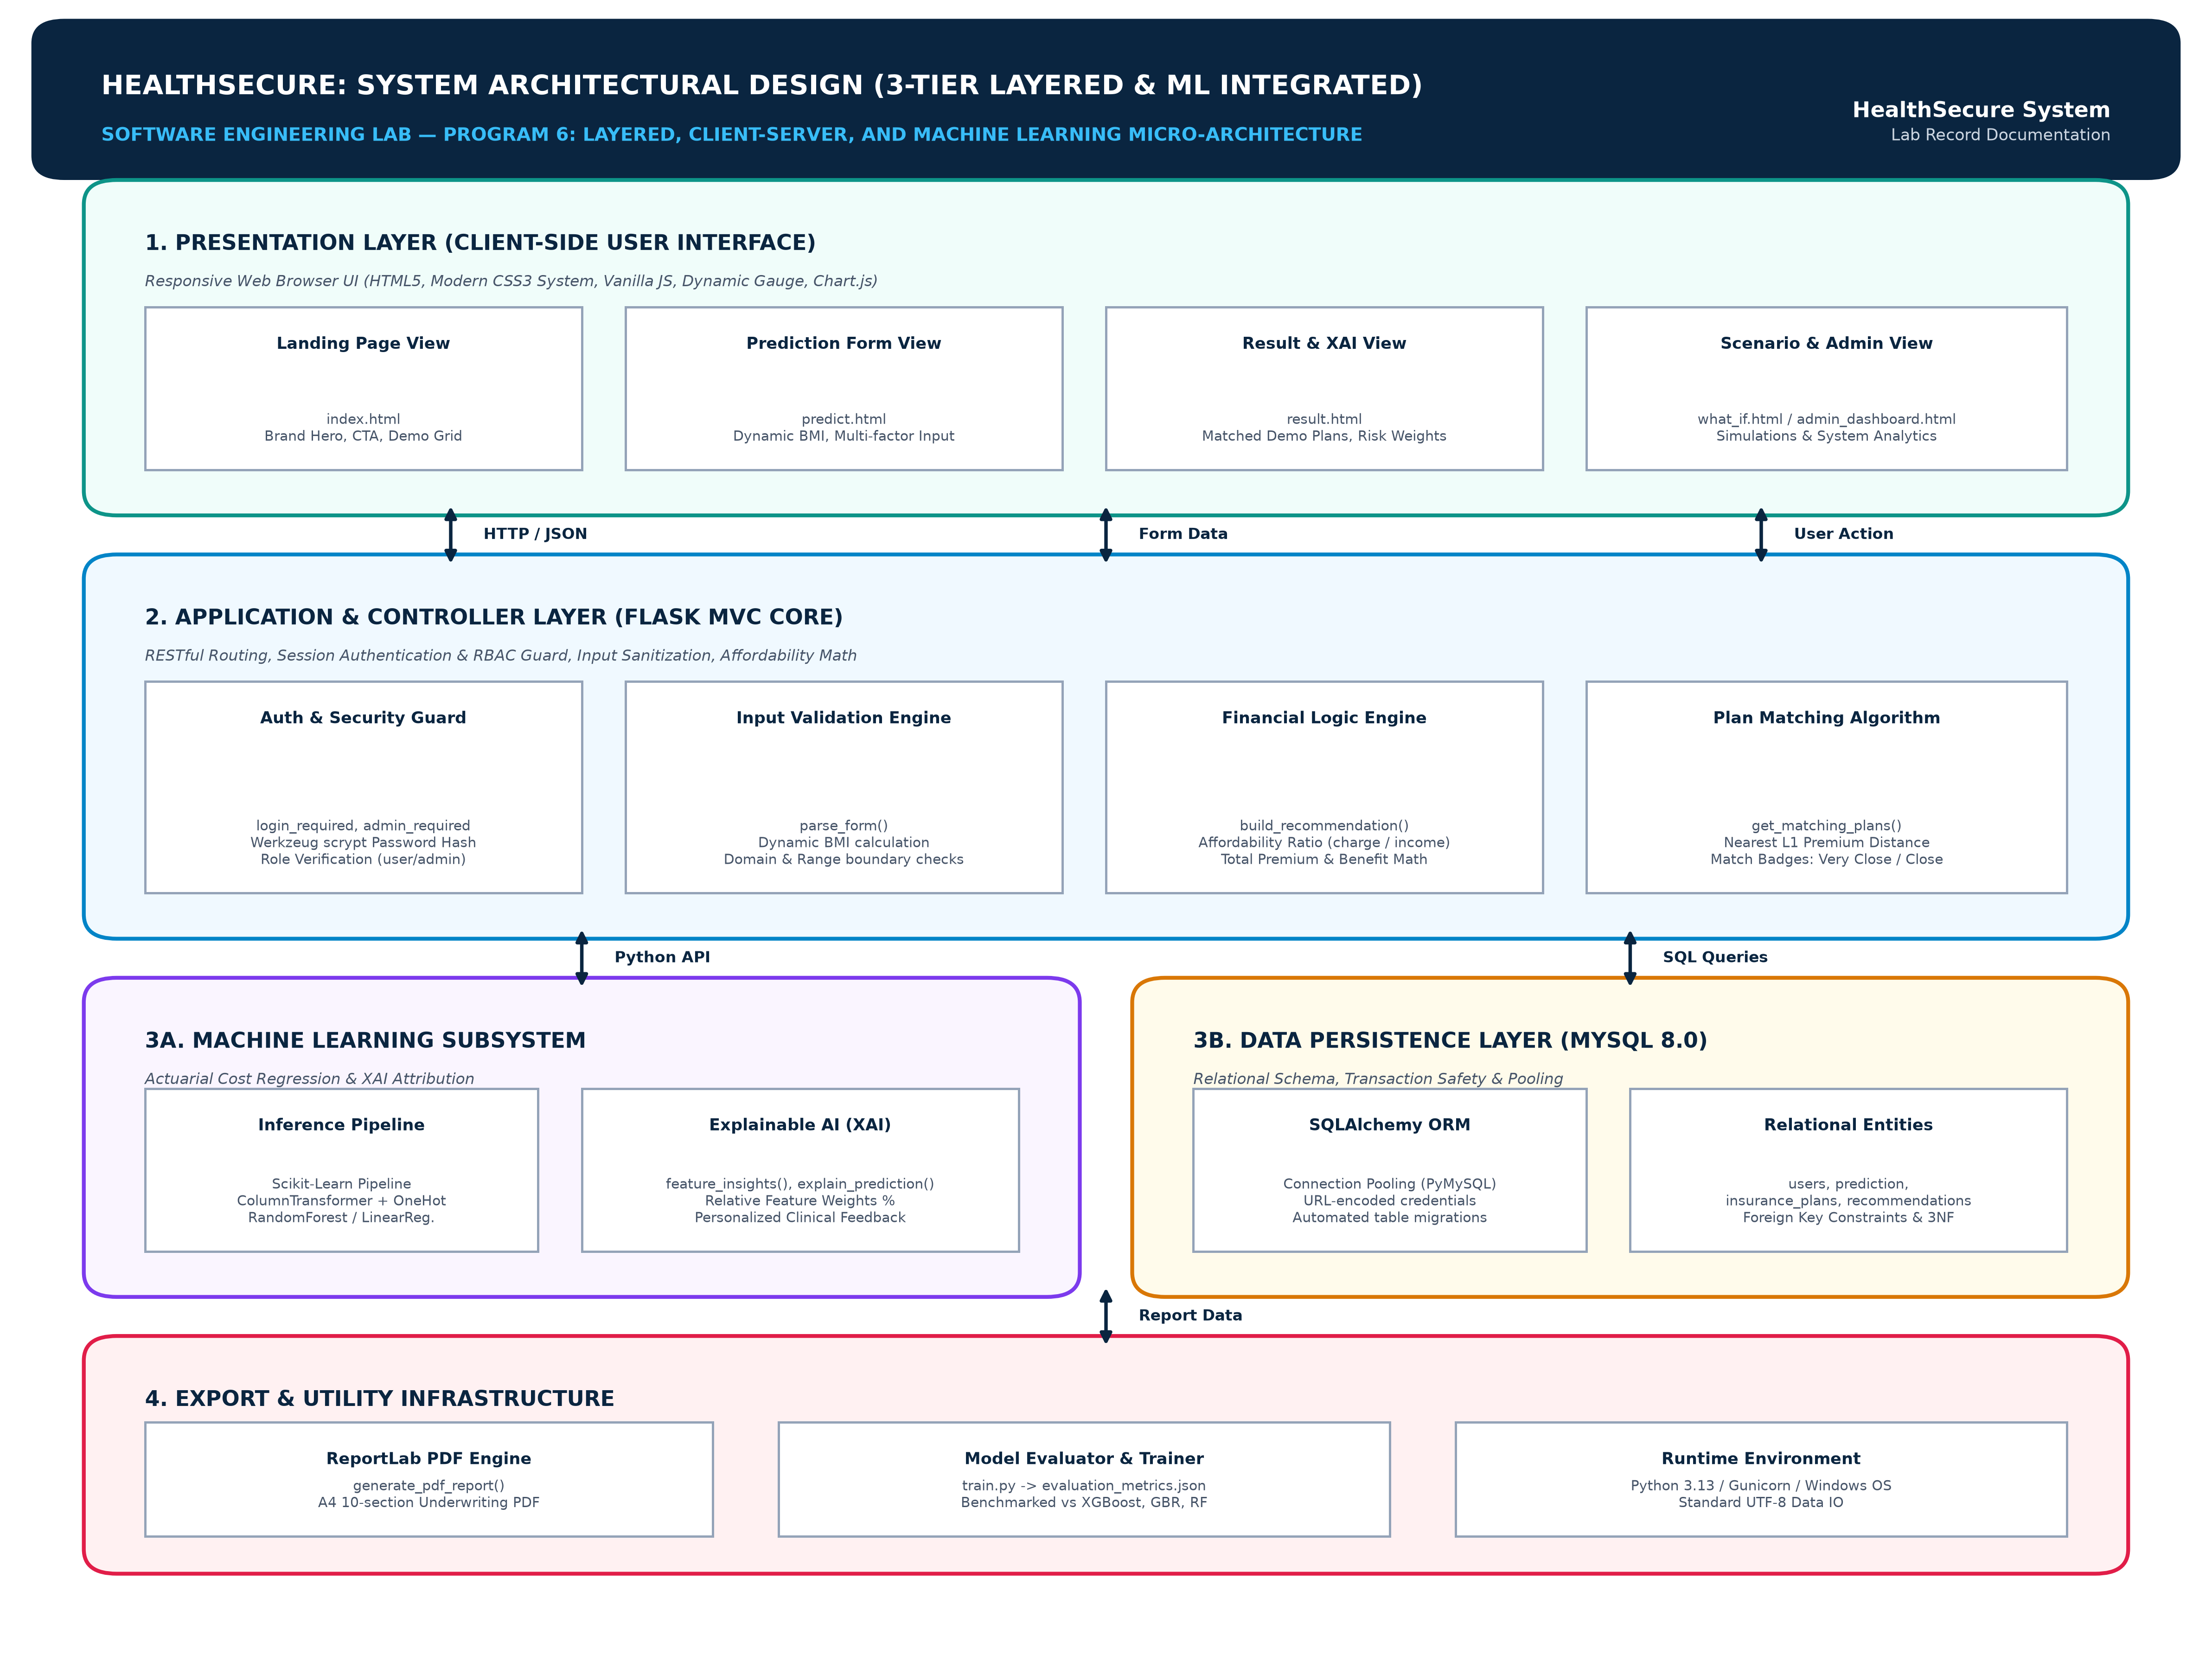 HEALTHSECURE: SYSTEM ARCHITECTURAL DESIGN (3-TIER LAYERED & ML INTEGRATED)
SOFTWARE ENGINEERING LAB — PROGRAM 6: LAYERED, CLIENT-SERVER, AND MACHINE LEARNING MICRO-ARCHITECTURE
HealthSecure System
Lab Record Documentation
1. PRESENTATION LAYER (CLIENT-SIDE USER INTERFACE)
Responsive Web Browser UI (HTML5, Modern CSS3 System, Vanilla JS, Dynamic Gauge, Chart.js)
Landing Page View
index.html
Brand Hero, CTA, Demo Grid
Prediction Form View
predict.html
Dynamic BMI, Multi-factor Input
Result & XAI View
result.html
Matched Demo Plans, Risk Weights
Scenario & Admin View
what_if.html / admin_dashboard.html
Simulations & System Analytics
HTTP / JSON
Form Data
User Action
2. APPLICATION & CONTROLLER LAYER (FLASK MVC CORE)
RESTful Routing, Session Authentication & RBAC Guard, Input Sanitization, Affordability Math
Auth & Security Guard
login_required, admin_required
Werkzeug scrypt Password Hash
Role Verification (user/admin)
Input Validation Engine
parse_form()
Dynamic BMI calculation
Domain & Range boundary checks
Financial Logic Engine
build_recommendation()
Affordability Ratio (charge / income)
Total Premium & Benefit Math
Plan Matching Algorithm
get_matching_plans()
Nearest L1 Premium Distance
Match Badges: Very Close / Close
Python API
SQL Queries
3A. MACHINE LEARNING SUBSYSTEM
Actuarial Cost Regression & XAI Attribution
Inference Pipeline
Scikit-Learn Pipeline
ColumnTransformer + OneHot
RandomForest / LinearReg.
Explainable AI (XAI)
feature_insights(), explain_prediction()
Relative Feature Weights %
Personalized Clinical Feedback
3B. DATA PERSISTENCE LAYER (MYSQL 8.0)
Relational Schema, Transaction Safety & Pooling
SQLAlchemy ORM
Connection Pooling (PyMySQL)
URL-encoded credentials
Automated table migrations
Relational Entities
users, prediction,
insurance_plans, recommendations
Foreign Key Constraints & 3NF
Report Data
4. EXPORT & UTILITY INFRASTRUCTURE
ReportLab PDF Engine
generate_pdf_report()
A4 10-section Underwriting PDF
Model Evaluator & Trainer
train.py -> evaluation_metrics.json
Benchmarked vs XGBoost, GBR, RF
Runtime Environment
Python 3.13 / Gunicorn / Windows OS
Standard UTF-8 Data IO